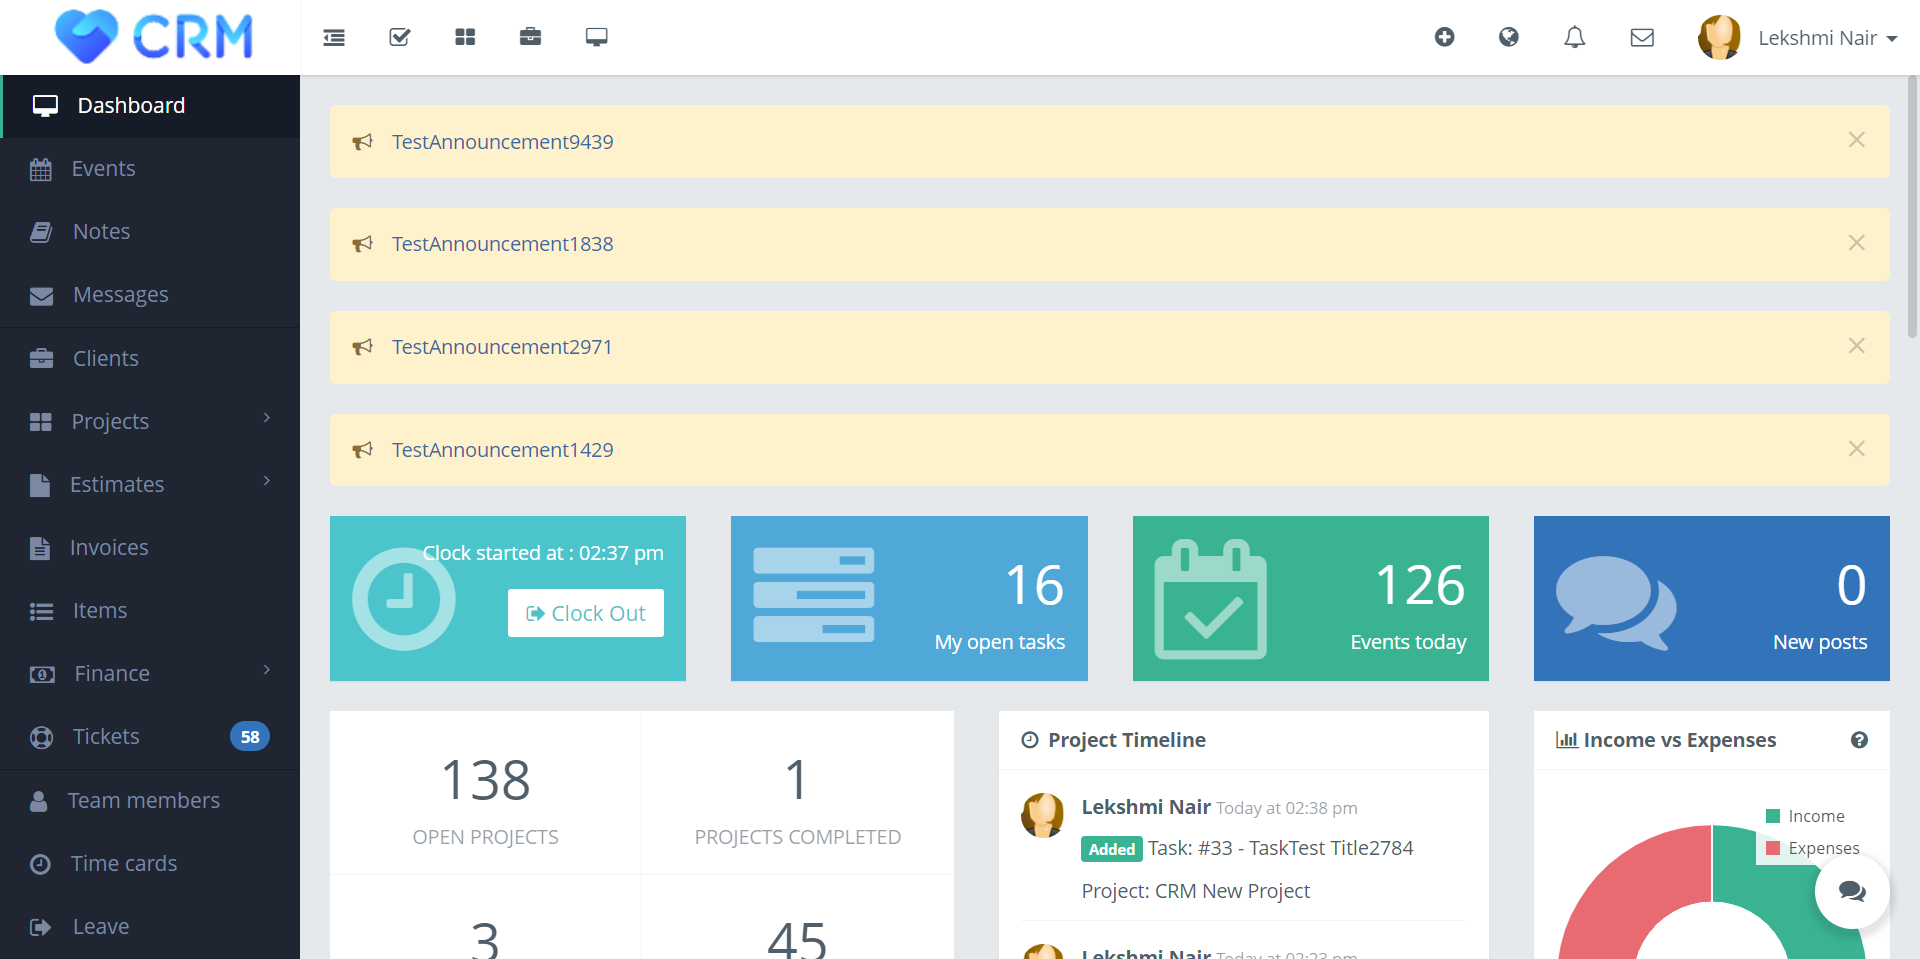 CRM
Lekshmi Nair
Dashboard
Events
Notes
Messages
Clients
Projects
Estimates
Invoices
Items
Finance
Tickets 58
Team members
Time cards
Leave
TestAnnouncement9439
TestAnnouncement1838
TestAnnouncement2971
TestAnnouncement1429
Clock started at : 02:37 pm
Clock Out
16
My open tasks
126
Events today
0
New posts
138
OPEN PROJECTS
1
PROJECTS COMPLETED
3
45
Project Timeline
Lekshmi Nair Today at 02:38 pm
Added Task: #33 - TaskTest Title2784
Project: CRM New Project
Lekshmi Nair Today at 02:23 pm
Income vs Expenses
Income
Expenses